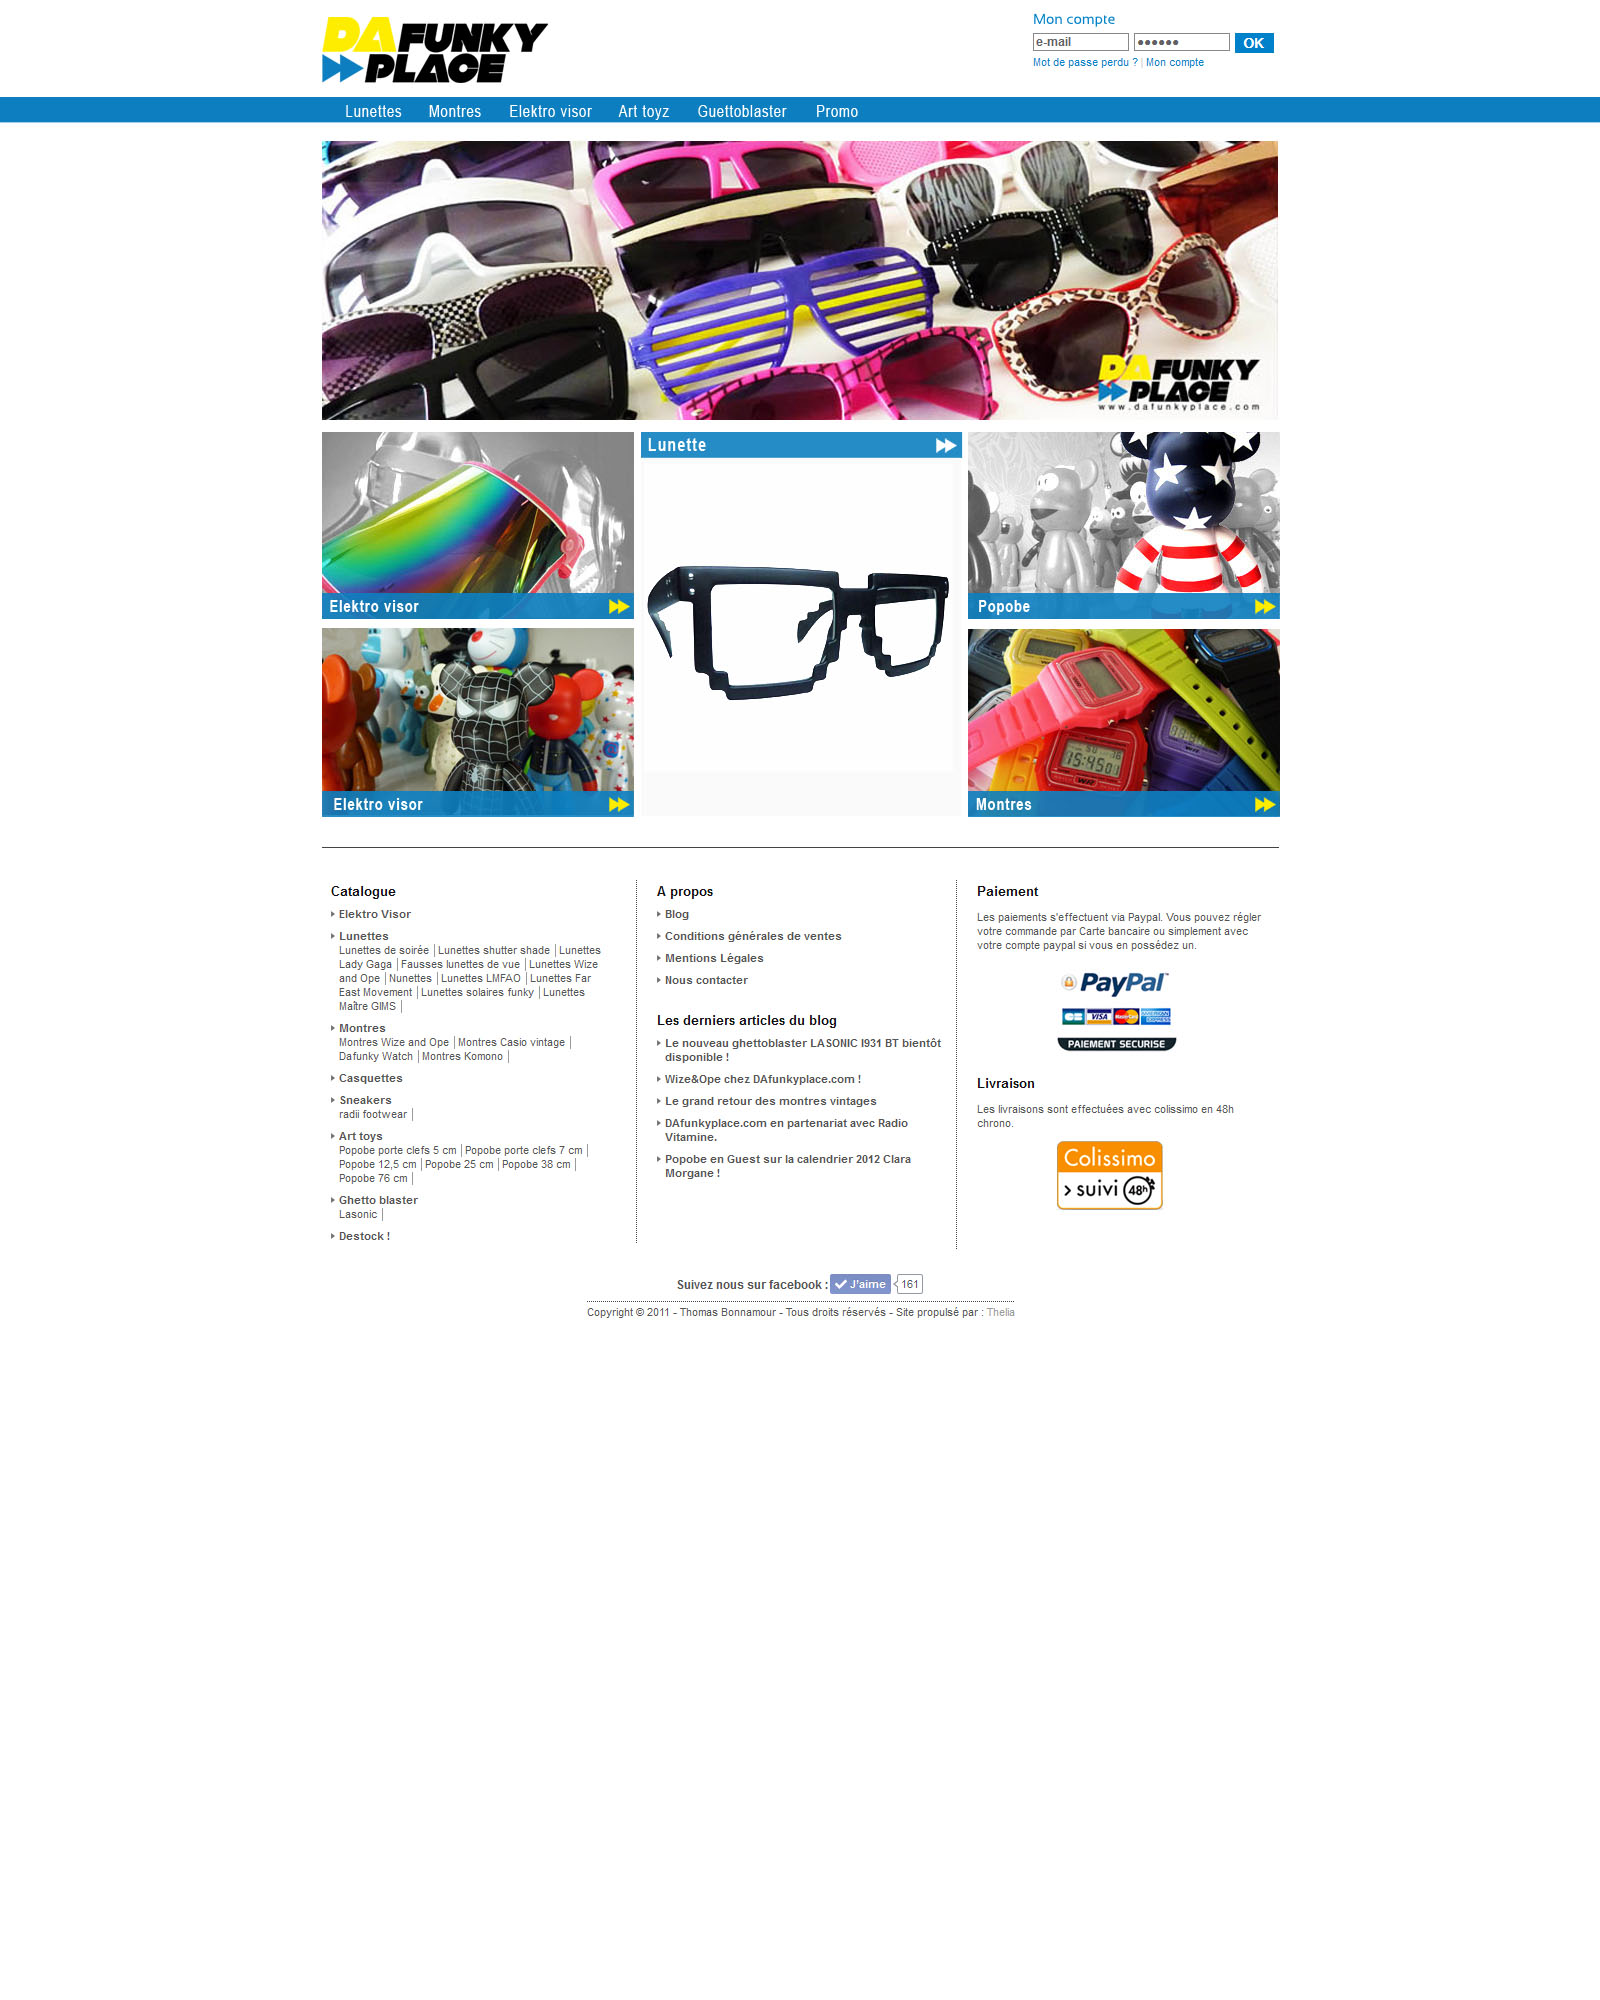 DA FUNKY
PLACE
Mon compte
e-mail
●●●●●●
OK
Mot de passe perdu ? | Mon compte
Lunettes
Montres
Elektro visor
Art toyz
Guettoblaster
Promo
DA FUNKY
PLACE
www.dafunkyplace.com
Elektro visor
Lunette
Popobe
15:4501
WR
Elektro visor
Montres
Catalogue
Elektro Visor
Lunettes
Lunettes de soirée | Lunettes shutter shade | Lunettes
Lady Gaga | Fausses lunettes de vue | Lunettes Wize
and Ope | Nunettes | Lunettes LMFAO | Lunettes Far
East Movement | Lunettes solaires funky | Lunettes
Maître GIMS |
Montres
Montres Wize and Ope | Montres Casio vintage |
Dafunky Watch | Montres Komono |
Casquettes
Sneakers
radii footwear |
Art toys
Popobe porte clefs 5 cm | Popobe porte clefs 7 cm |
Popobe 12,5 cm | Popobe 25 cm | Popobe 38 cm |
Popobe 76 cm |
Ghetto blaster
Lasonic |
Destock !
A propos
Blog
Conditions générales de ventes
Mentions Légales
Nous contacter
Les derniers articles du blog
Le nouveau ghettoblaster LASONIC I931 BT bientôt
disponible !
Wize&Ope chez DAfunkyplace.com !
Le grand retour des montres vintages
DAfunkyplace.com en partenariat avec Radio
Vitamine.
Popobe en Guest sur la calendrier 2012 Clara
Morgane !
Paiement
Les paiements s'effectuent via Paypal. Vous pouvez régler
votre commande par Carte bancaire ou simplement avec
votre compte paypal si vous en possédez un.
PayPal
CB VISA MasterCard AMERICAN EXPRESS
PAIEMENT SECURISE
Livraison
Les livraisons sont effectuées avec colissimo en 48h
chrono.
Colissimo
> suivi 48h
Suivez nous sur facebook :
J'aime
161
Copyright © 2011 - Thomas Bonnamour - Tous droits réservés - Site propulsé par : Thelia